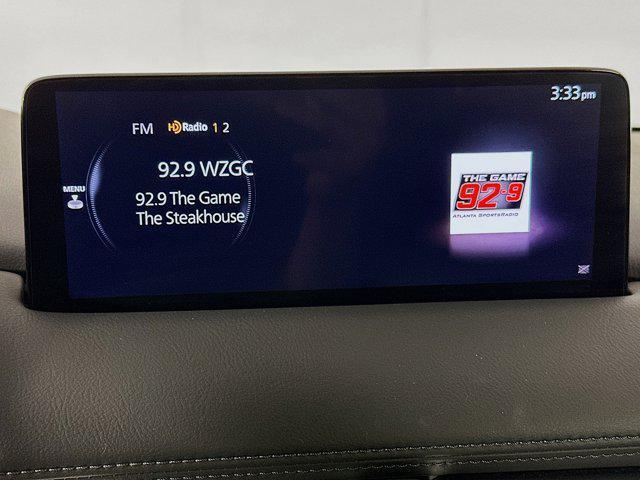 3:33pm
FM HD Radio 1 2
92.9 WZGC
MENU
92.9 The Game
The Steakhouse
THE GAME
92·9
ATLANTA SPORTSRADIO